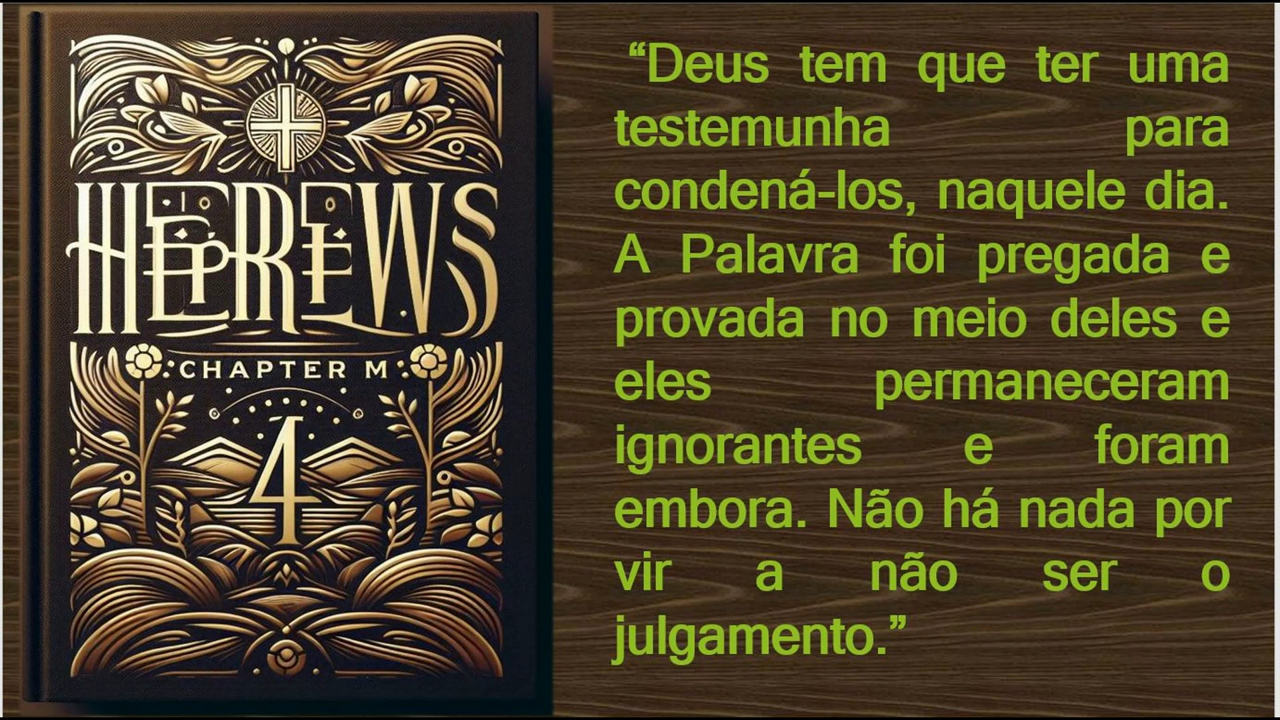 HEBREWS
CHAPTER M
4
“Deus tem que ter uma
testemunha para
condená-los, naquele dia.
A Palavra foi pregada e
provada no meio deles e
eles permaneceram
ignorantes e foram
embora. Não há nada por
vir a não ser o
julgamento.”